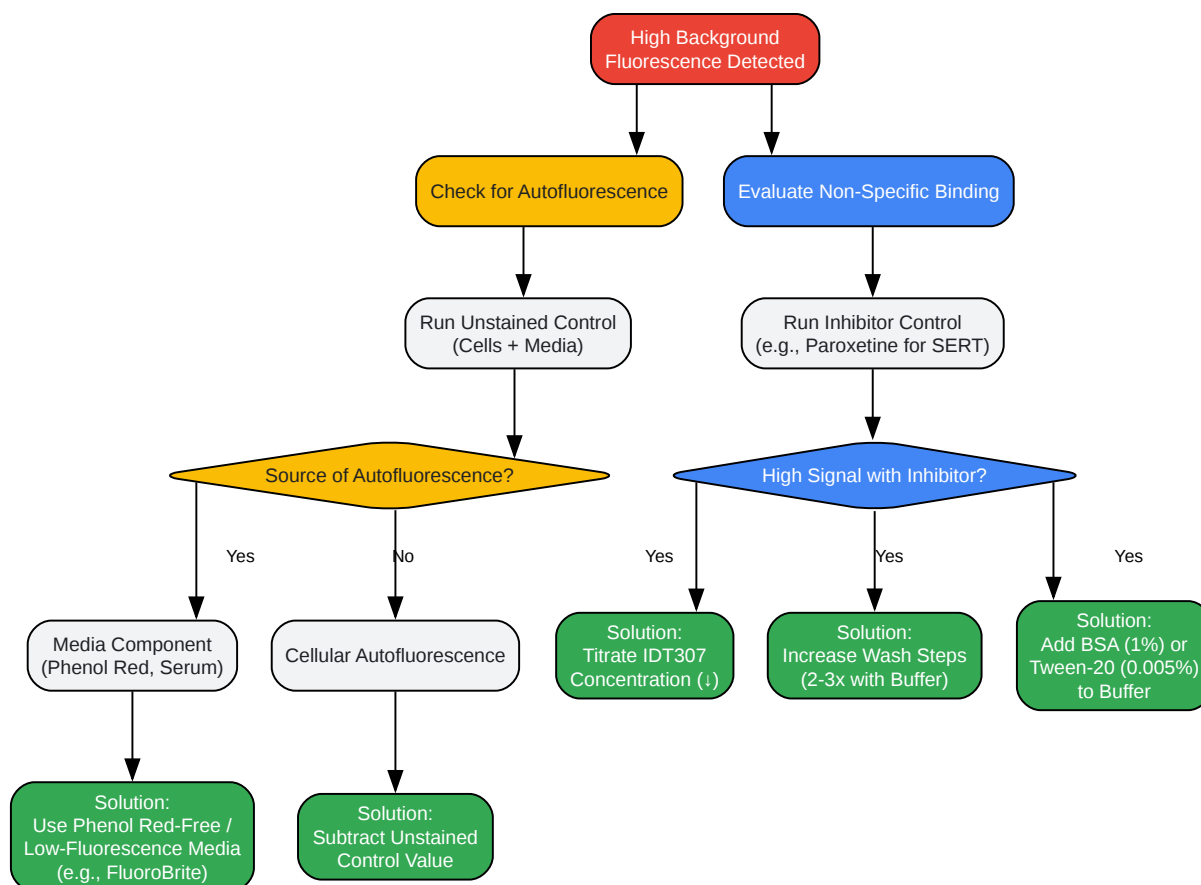 High Background
Fluorescence Detected
Check for Autofluorescence
Evaluate Non-Specific Binding
Run Unstained Control
(Cells + Media)
Run Inhibitor Control
(e.g., Paroxetine for SERT)
Source of Autofluorescence?
High Signal with Inhibitor?
Yes
No
Yes
Yes
Yes
Media Component
(Phenol Red, Serum)
Cellular Autofluorescence
Solution:
Titrate IDT307
Concentration (↓)
Solution:
Increase Wash Steps
(2-3x with Buffer)
Solution:
Add BSA (1%) or
Tween-20 (0.005%)
to Buffer
Solution:
Use Phenol Red-Free /
Low-Fluorescence Media
(e.g., FluoroBrite)
Solution:
Subtract Unstained
Control Value